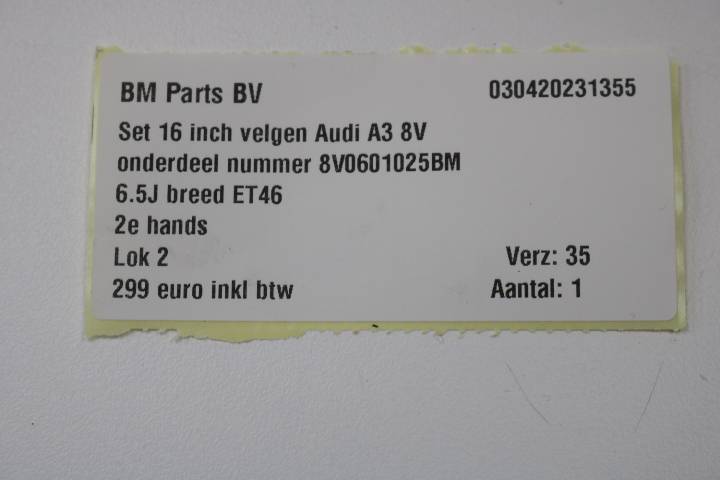 BM Parts BV 030420231355
Set 16 inch velgen Audi A3 8V
onderdeel nummer 8V0601025BM
6.5J breed ET46
2e hands
Lok 2 Verz: 35
299 euro inkl btw Aantal: 1